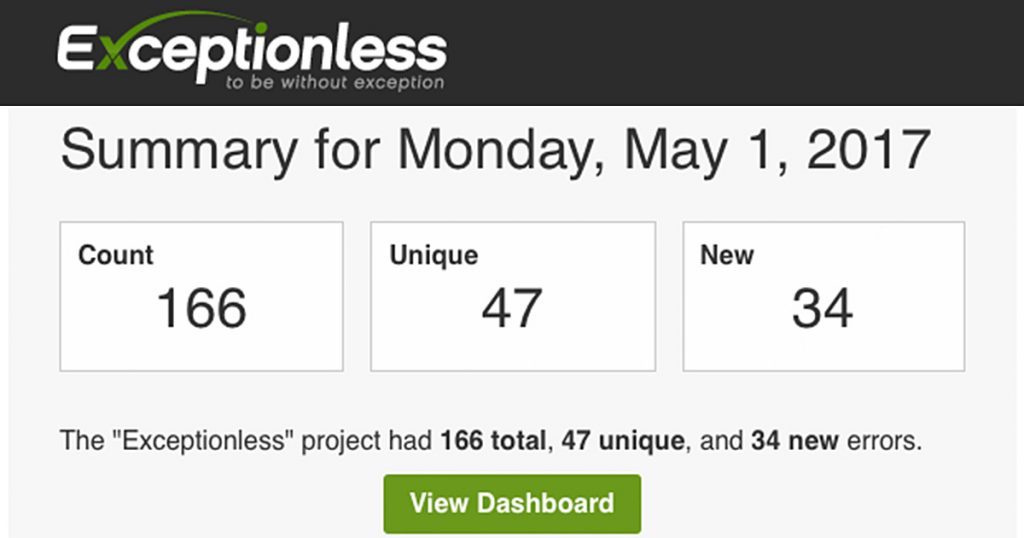 Exceptionless
to be without exception
Summary for Monday, May 1, 2017
Count Unique New
166 47 34
The "Exceptionless" project had 166 total, 47 unique, and 34 new errors.
View Dashboard